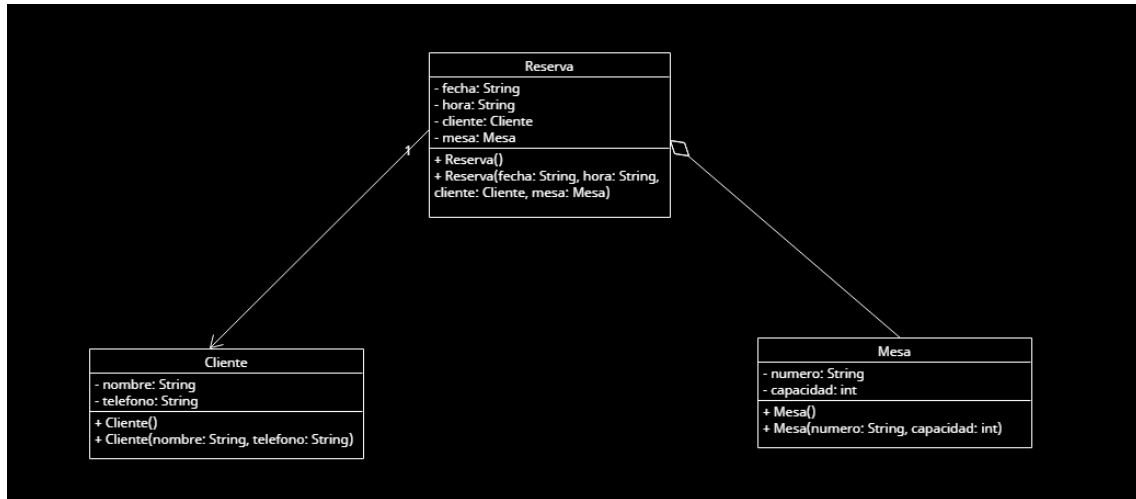 Reserva
- fecha: String
- hora: String
- cliente: Cliente
- mesa: Mesa
+ Reserva()
+ Reserva(fecha: String, hora: String,
cliente: Cliente, mesa: Mesa)
1
Cliente
- nombre: String
- telefono: String
+ Cliente()
+ Cliente(nombre: String, telefono: String)
Mesa
- numero: String
- capacidad: int
+ Mesa()
+ Mesa(numero: String, capacidad: int)